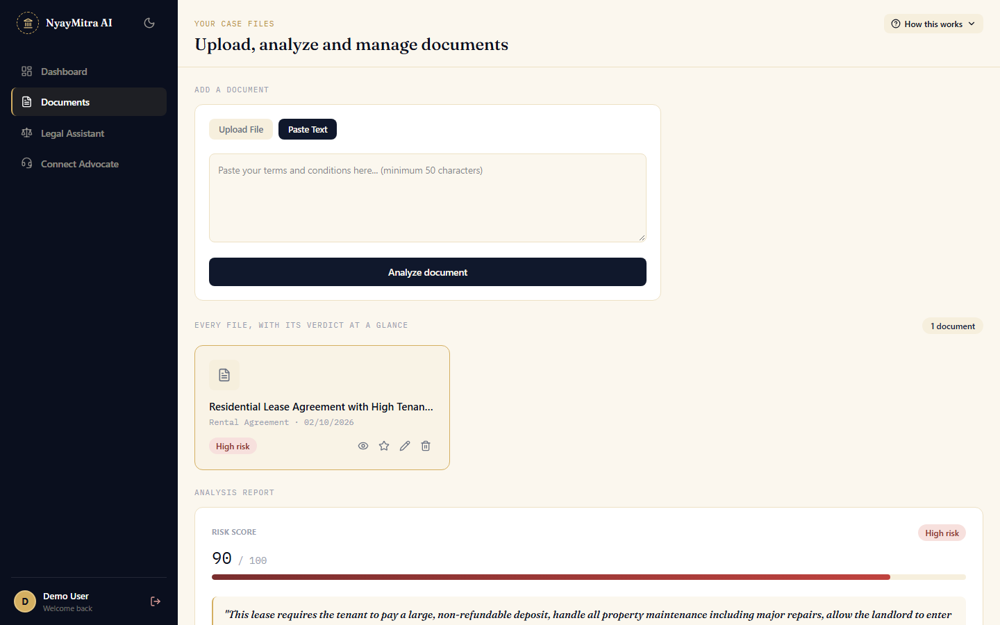 NyayMitra AI
Dashboard
Documents
Legal Assistant
Connect Advocate
D
Demo User
Welcome back
YOUR CASE FILES
Upload, analyze and manage documents
How this works
ADD A DOCUMENT
Upload File
Paste Text
Paste your terms and conditions here... (minimum 50 characters)
Analyze document
EVERY FILE, WITH ITS VERDICT AT A GLANCE
1 document
Residential Lease Agreement with High Tenan...
Rental Agreement · 02/10/2026
High risk
ANALYSIS REPORT
RISK SCORE
High risk
90 / 100
"This lease requires the tenant to pay a large, non-refundable deposit, handle all property maintenance including major repairs, allow the landlord to enter